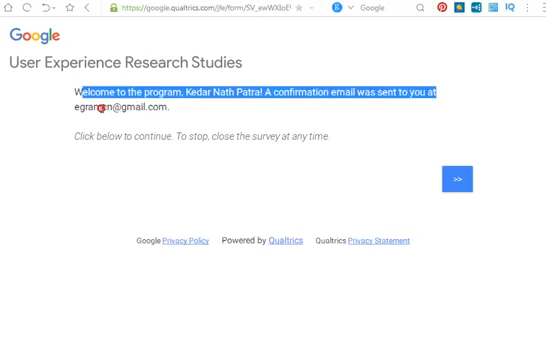 https://google.qualtrics.com/jfe/form/
Google
Google
User Experience Research Studies
Welcome to the program, Kedar Nath Patra! A confirmation email was sent to you at
@gmail.com.
Click below to continue. To stop, close the survey at any time.
>>
Google Privacy Policy Powered by Qualtrics Qualtrics Privacy Statement